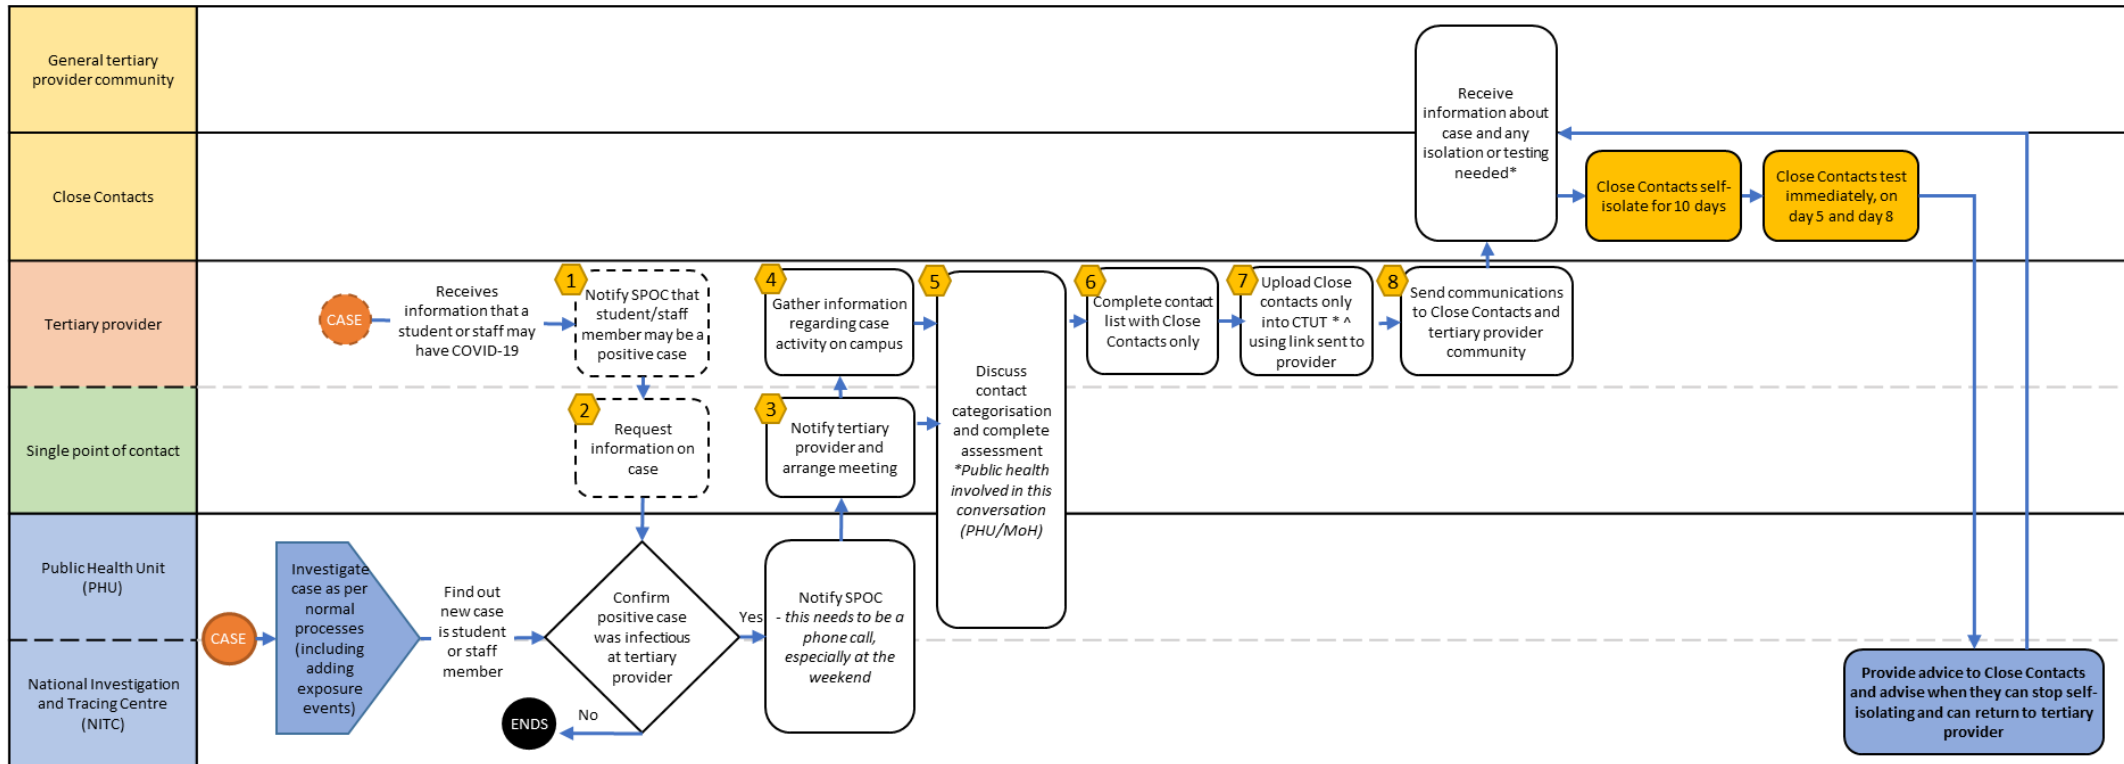 General tertiary
provider community
Close Contacts
Tertiary provider
Single point of contact
Public Health Unit
(PHU)
National Investigation
and Tracing Centre
(NITC)
CASE
Receives
information that a
student or staff may
have COVID-19
1
Notify SPOC that
student/staff
member may be a
positive case
2
Request
information on
case
CASE
Investigate
case as per
normal
processes
(including
adding
exposure
events)
Find out
new case
is student
or staff
member
Confirm
positive case
was infectious
at tertiary
provider
No
ENDS
Yes
Notify SPOC
- this needs to be a
phone call,
especially at the
weekend
3
Notify tertiary
provider and
arrange meeting
4
Gather information
regarding case
activity on campus
5
Discuss
contact
categorisation
and complete
assessment
*Public health
involved in this
conversation
(PHU/MoH)
6
Complete contact
list with Close
Contacts only
7
Upload Close
contacts only
into CTUT * ^
using link sent to
provider
8
Send communications
to Close Contacts and
tertiary provider
community
Receive
information about
case and any
isolation or testing
needed*
Close Contacts self-
isolate for 10 days
Close Contacts test
immediately, on
day 5 and day 8
Provide advice to Close Contacts
and advise when they can stop self-
isolating and can return to tertiary
provider